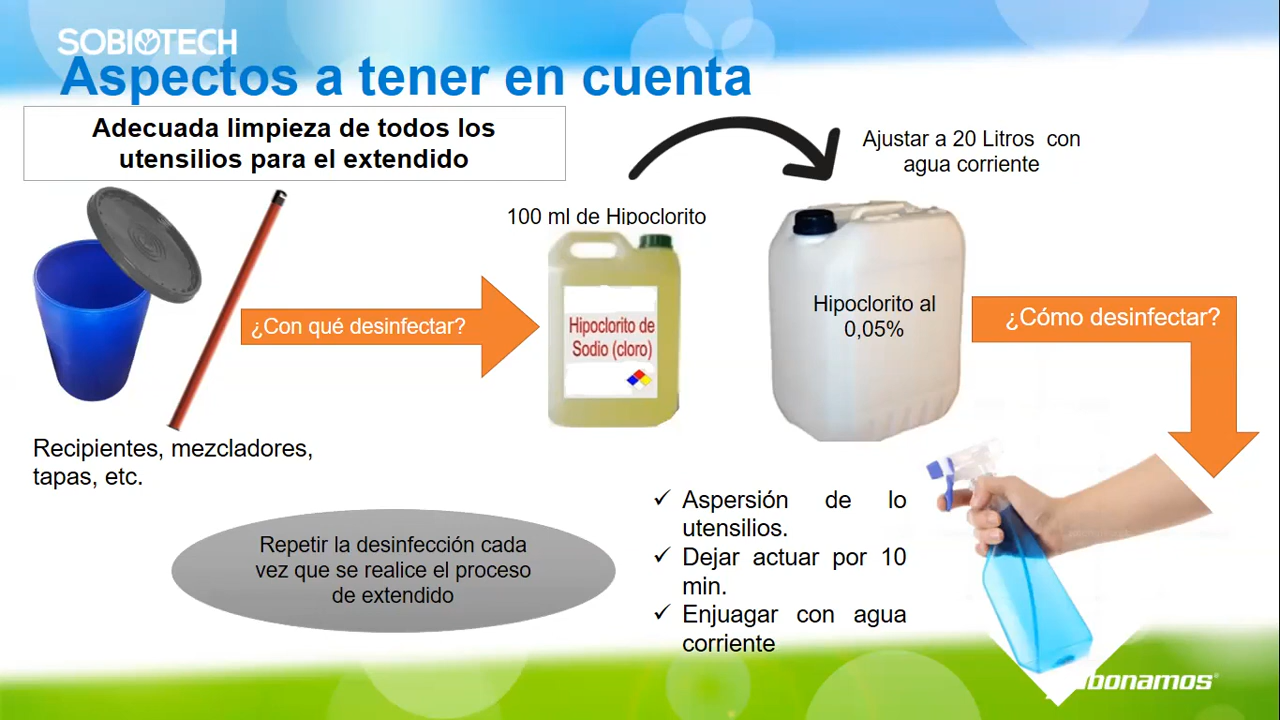 SOBIOTECH
Aspectos a tener en cuenta
Adecuada limpieza de todos los
utensilios para el extendido
Ajustar a 20 Litros con
agua corriente
100 ml de Hipoclorito
¿Con qué desinfectar?
Hipoclorito de
Sodio (cloro)
Hipoclorito al
0,05%
¿Cómo desinfectar?
Recipientes, mezcladores,
tapas, etc.
Repetir la desinfección cada
vez que se realice el proceso
de extendido
✓ Aspersión de lo
utensilios.
✓ Dejar actuar por 10
min.
✓ Enjuagar con agua
corriente